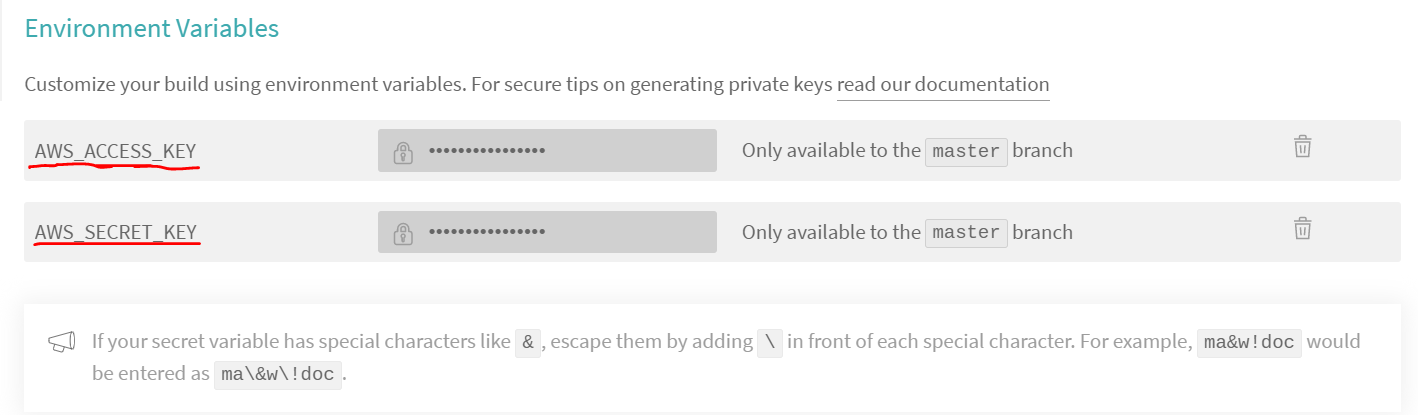 Environment Variables
Customize your build using environment variables. For secure tips on generating private keys read our documentation
AWS_ACCESS_KEY •••••••••••••••• Only available to the master branch
AWS_SECRET_KEY •••••••••••••••• Only available to the master branch
If your secret variable has special characters like &, escape them by adding \ in front of each special character. For example, ma&w!doc would
be entered as ma\&w\!doc.